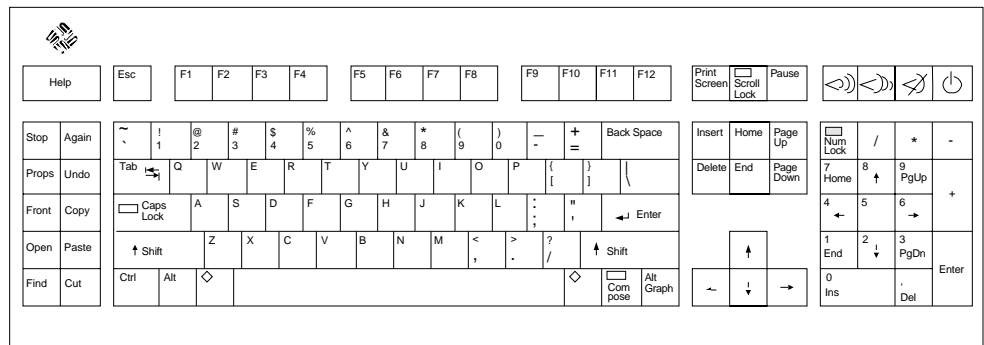 Sun
Help
Esc
F1 F2 F3 F4
F5 F6 F7 F8
F9 F10 F11 F12
Print
Screen
Scroll
Lock
Pause
Stop Again
~
`
!
1
@
2
#
3
$
4
%
5
^
6
&
7
*
8
(
9
)
0
—
-
+
=
Back Space
Insert Home Page
Up
Num
Lock
/ * -
Props Undo
Tab Q W E R T Y U I O P
{
[
}
]
|
\
Delete End Page
Down
7
Home
8
9
PgUp
+
Front Copy
Caps
Lock
A S D F G H J K L
:
;
"
'
Enter
4
5
6
Open Paste
Shift Z X C V B N M
<
,
>
.
?
/
Shift
1
End
2
3
PgDn
Enter
Find Cut
Ctrl Alt
Com
pose
Alt
Graph
0
Ins
,
Del